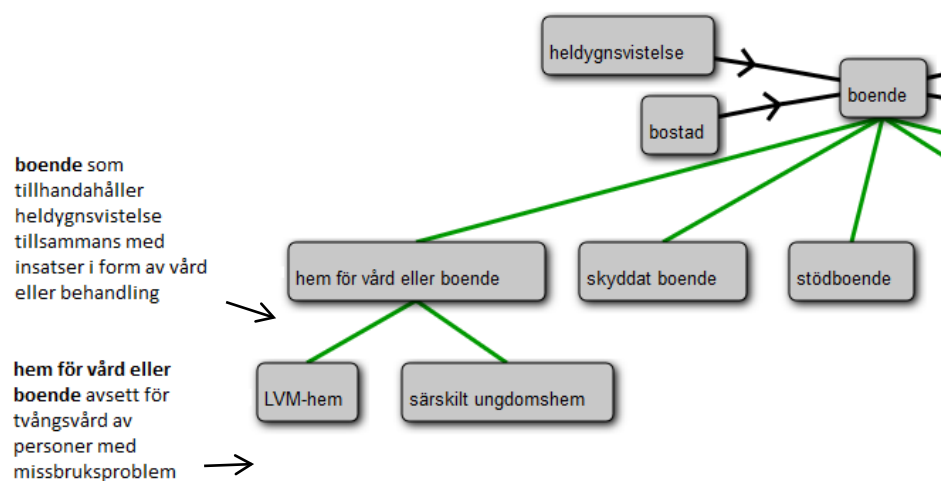 heldygnsvistelse
boende
bostad
boende som
tillhandahåller
heldygnsvistelse
tillsammans med
insatser i form av vård
eller behandling
hem för vård eller boende
skyddat boende
stödboende
hem för vård eller
boende avsett för
tvångsvård av
personer med
missbruksproblem
LVM-hem
särskilt ungdomshem